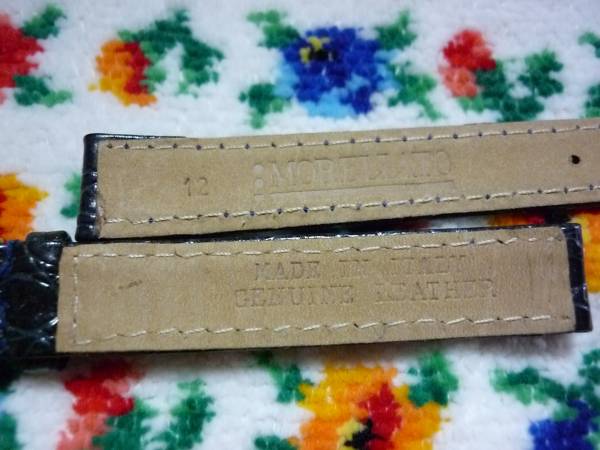 12
MORELLATO
MADE IN ITALY
GENUINE LEATHER